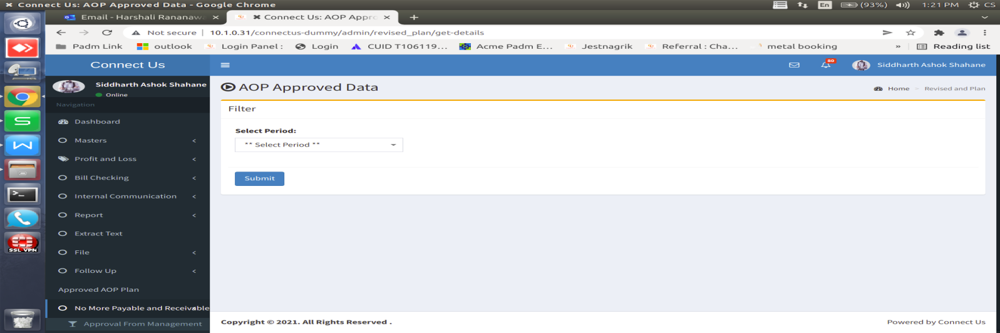 Connect Us: AOP Approved Data - Google Chrome
En (93%) 1:21 PM CS
Email - Harshali Rananawa
Connect Us: AOP Appro
Not secure | 10.1.0.31/connectus-dummy/admin/revised_plan/get-details
Padm Link outlook Login Panel : Login CUID T106119... Acme Padm E... Jestnagrik Referral : Cha... metal booking » Reading list
Connect Us
80
Siddharth Ashok Shahane
Siddharth Ashok Shahane
Online
AOP Approved Data
Home > Revised and Plan
Navigation
Dashboard
Masters
Profit and Loss
Bill Checking
Internal Communication
Report
Extract Text
File
Follow Up
Approved AOP Plan
No More Payable and Receivable
Approval From Management
Filter
Select Period:
** Select Period **
Submit
SSL VPN
Copyright © 2021. All Rights Reserved .
Powered by Connect Us